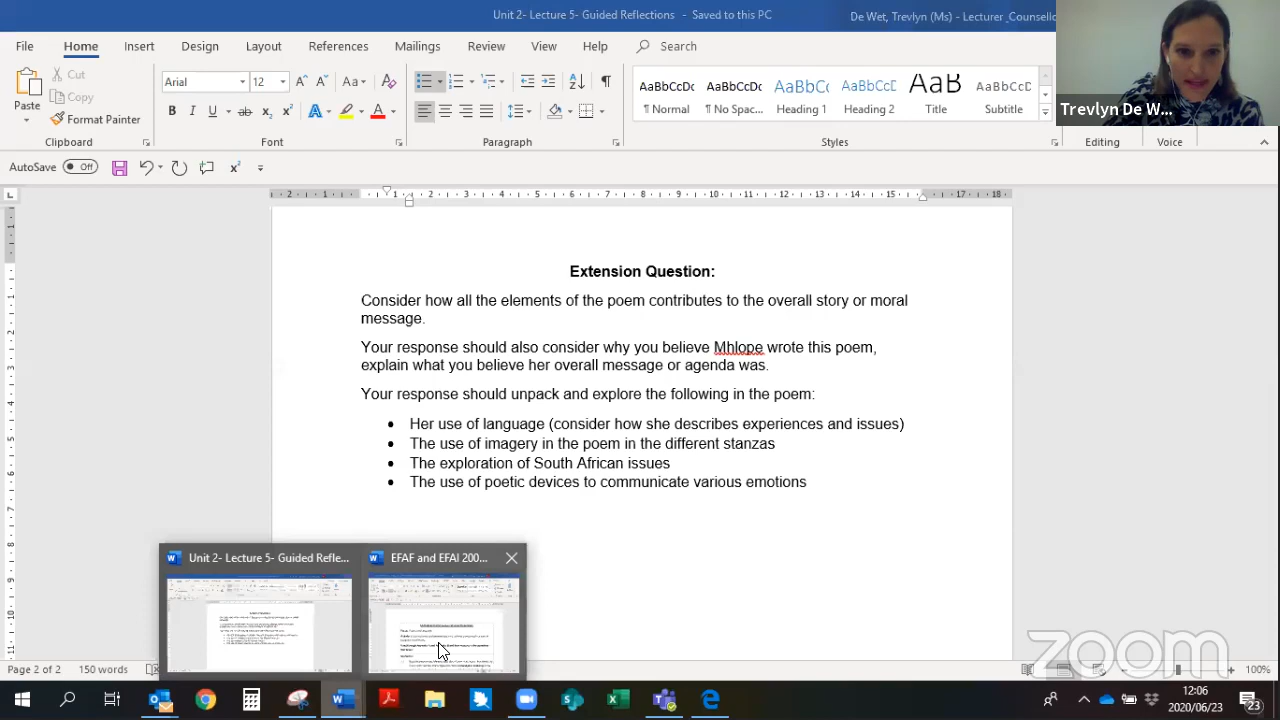 Unit 2- Lecture 5- Guided Reflections - Saved to this PC
De Wet, Trevlyn (Ms) - Lecturer_Counsello
File Home Insert Design Layout References Mailings Review View Help Search
Trevlyn De W...
Arial 12
Paste
Cut
Copy
Format Painter
AaBbCcDc AaBbCcDc AaBbCc AaBbCcD AaB AaBbCcD
¶ Normal ¶ No Spac... Heading 1 Heading 2 Title Subtitle
Clipboard Font Paragraph Styles Editing Voice
AutoSave Off
Extension Question:
Consider how all the elements of the poem contributes to the overall story or moral
message.
Your response should also consider why you believe Mhlope wrote this poem,
explain what you believe her overall message or agenda was.
Your response should unpack and explore the following in the poem:
• Her use of language (consider how she describes experiences and issues)
• The use of imagery in the poem in the different stanzas
• The exploration of South African issues
• The use of poetic devices to communicate various emotions
Unit 2- Lecture 5- Guided Refle...
EFAF and EFAI 200...
zoom
Page 2 of 2 150 words
100%
12:06
2020/06/23
23